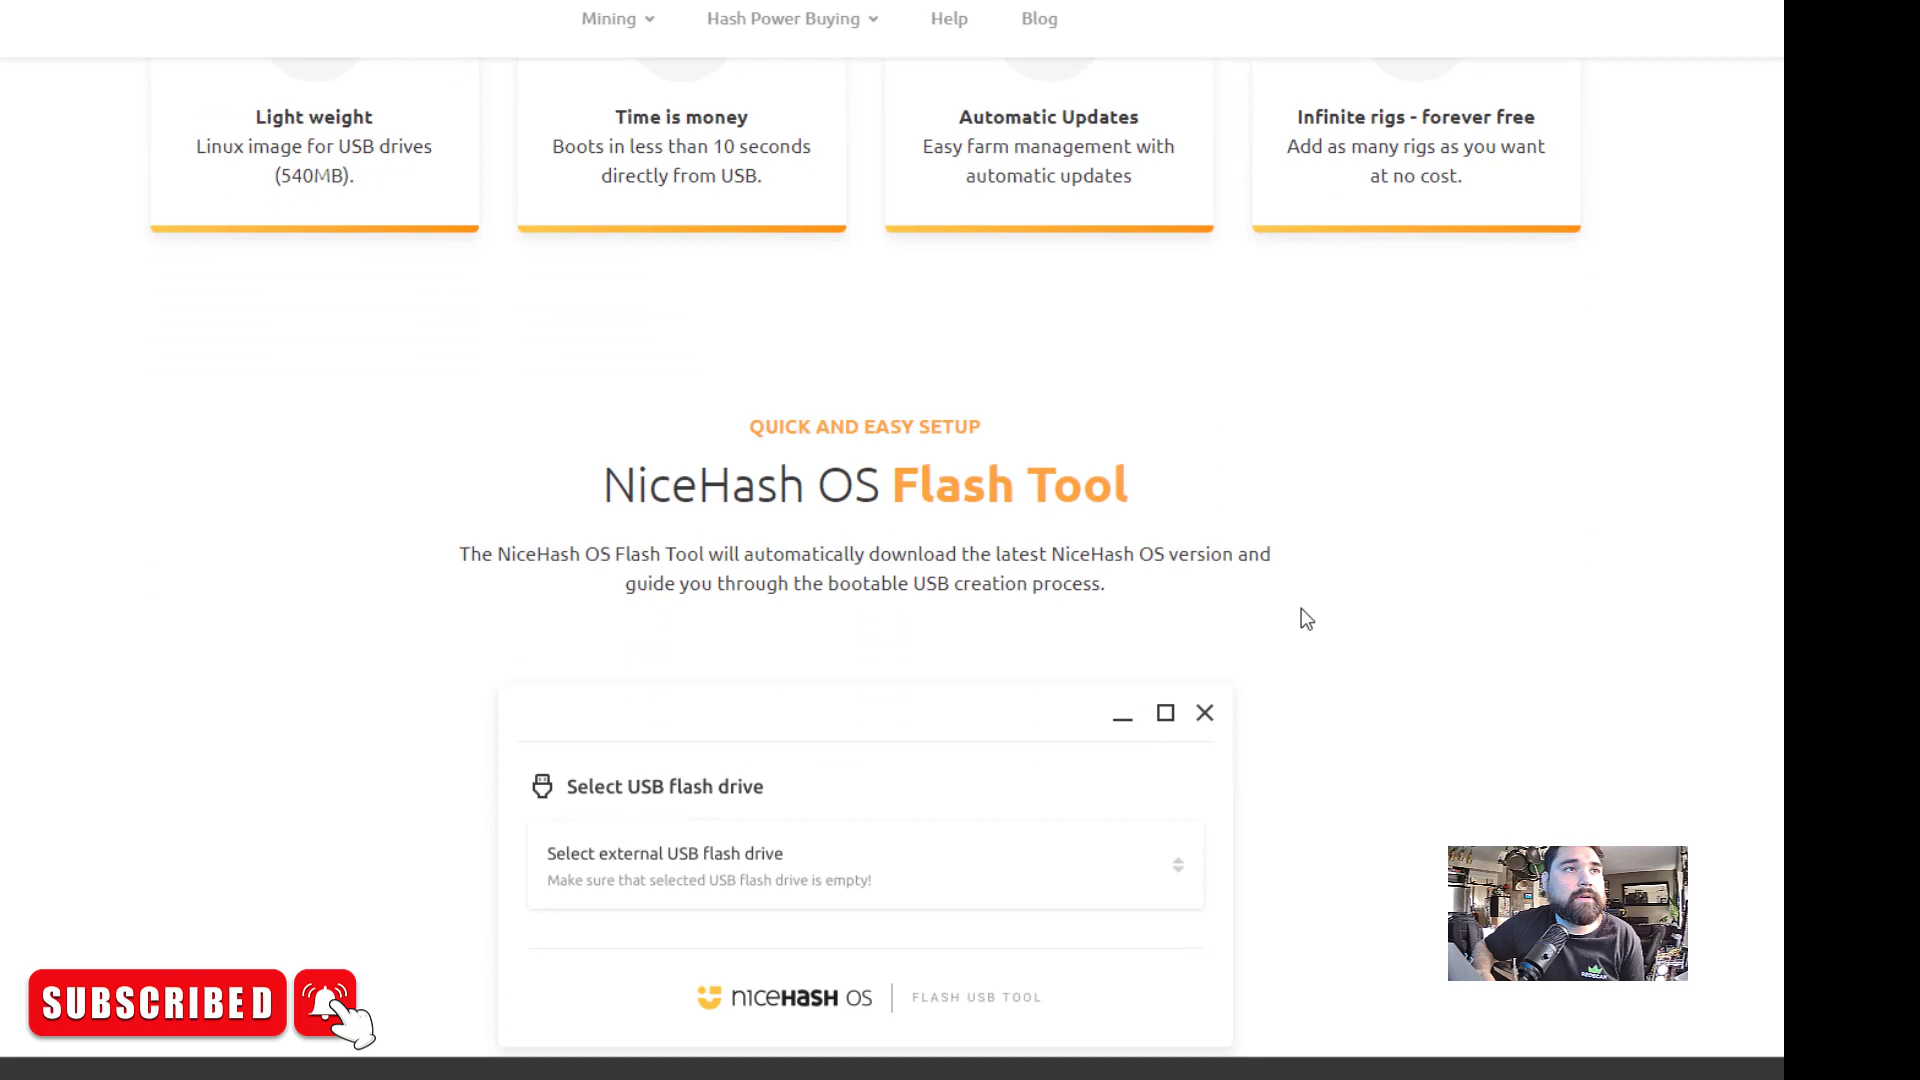 Mining
Hash Power Buying
Help
Blog
Light weight
Linux image for USB drives
(540MB).
Time is money
Boots in less than 10 seconds
directly from USB.
Automatic Updates
Easy farm management with
automatic updates
Infinite rigs - forever free
Add as many rigs as you want
at no cost.
QUICK AND EASY SETUP
NiceHash OS Flash Tool
The NiceHash OS Flash Tool will automatically download the latest NiceHash OS version and
guide you through the bootable USB creation process.
Select USB flash drive
Select external USB flash drive
Make sure that selected USB flash drive is empty!
nıceHASH OS
FLASH USB TOOL
SUBSCRIBED